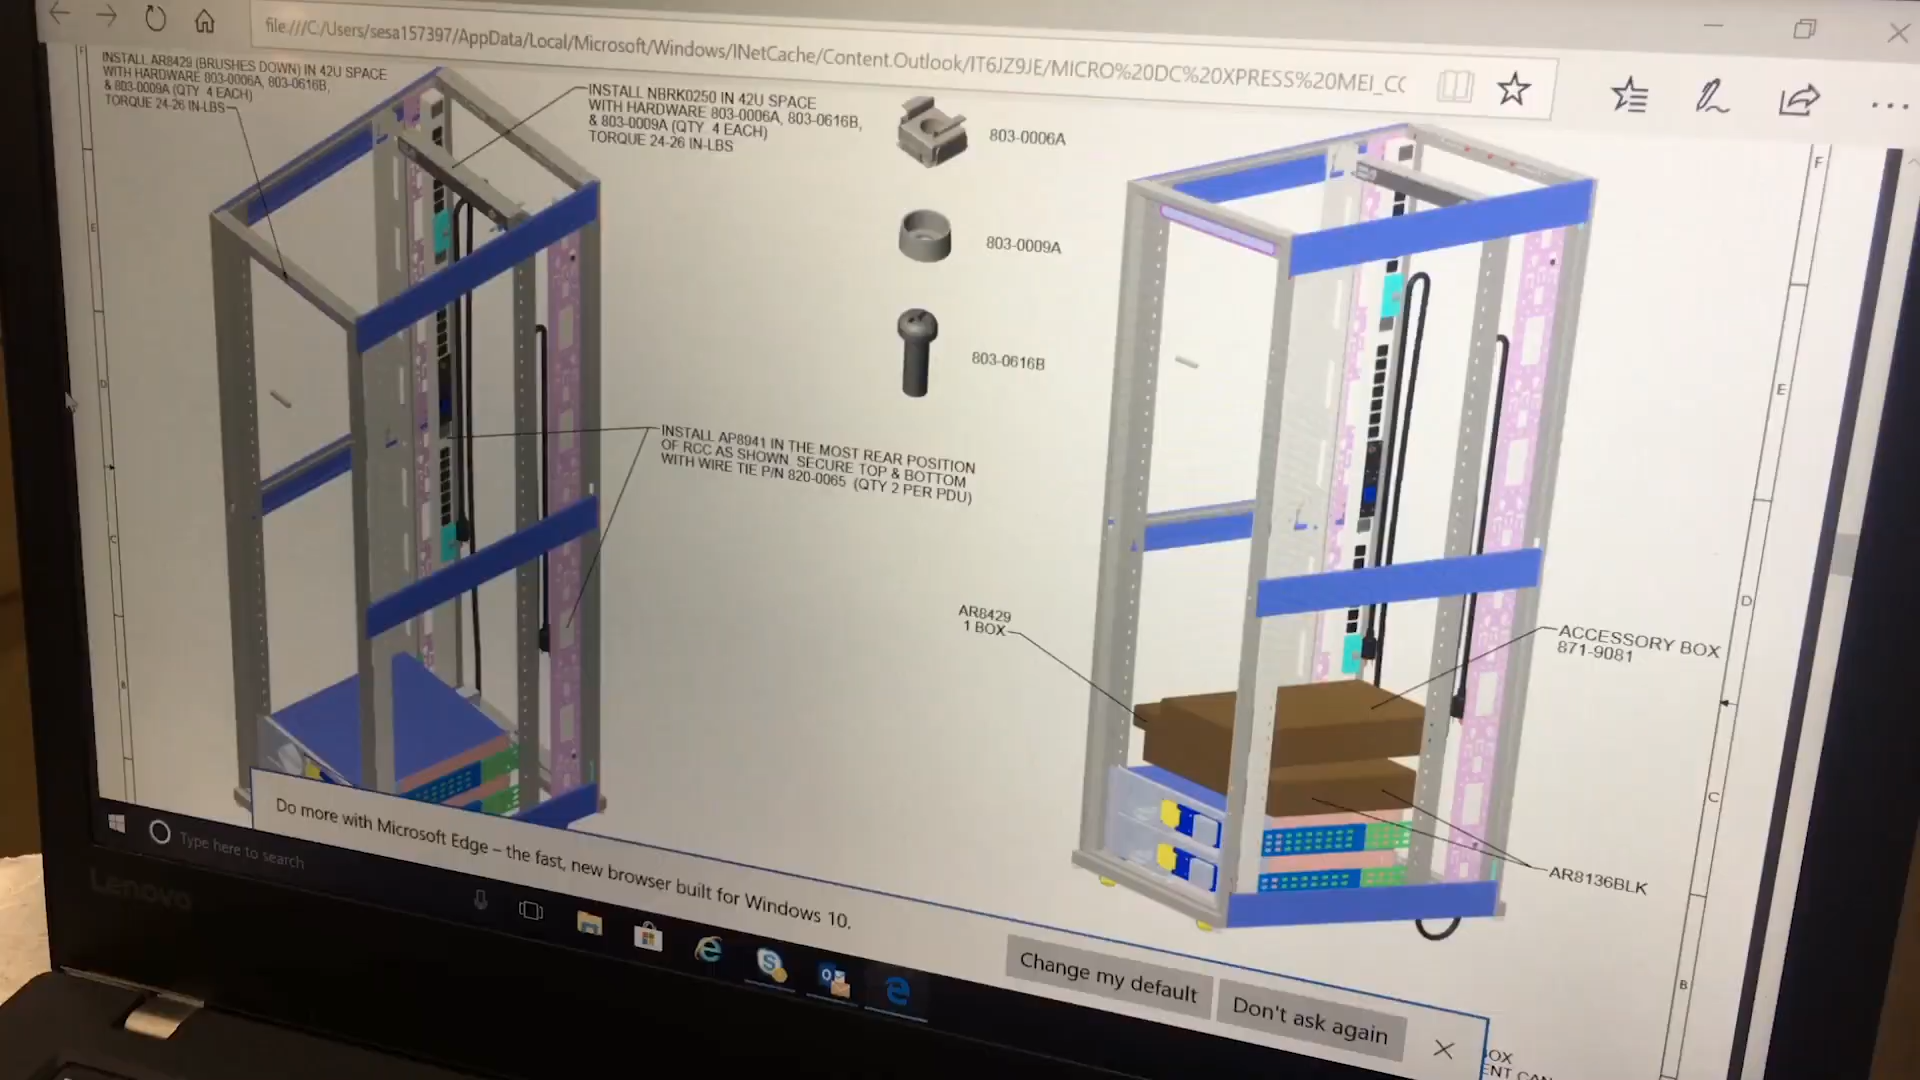 file:///C:/Users/sesa157397/AppData/Local/Microsoft/Windows/INetCache/Content.Outlook/IT6JZ9JE/MICRO%20DC%20XPRESS%20MEI_CC
INSTALL AR8429 (BRUSHES DOWN) IN 42U SPACE
WITH HARDWARE 803-0006A, 803-0616B,
& 803-0009A (QTY 4 EACH)
TORQUE 24-26 IN-LBS
INSTALL NBRK0250 IN 42U SPACE
WITH HARDWARE 803-0006A, 803-0616B,
& 803-0009A (QTY 4 EACH)
TORQUE 24-26 IN-LBS
803-0006A
803-0009A
803-0616B
INSTALL AP8941 IN THE MOST REAR POSITION
OF RCC AS SHOWN. SECURE TOP & BOTTOM
WITH WIRE TIE P/N 820-0065 (QTY 2 PER PDU)
AR8429
1 BOX
ACCESSORY BOX
871-9081
AR8136BLK
F
E
D
C
B
F
E
D
C
B
Do more with Microsoft Edge – the fast, new browser built for Windows 10.
Change my default
Don't ask again
Type here to search
OX
ENT CAN
Lenovo